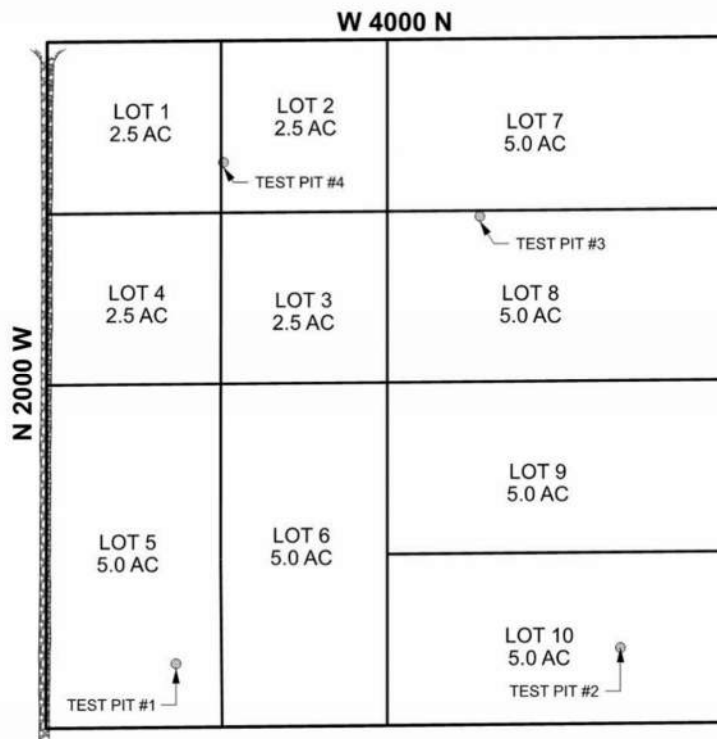 W 4000 N
LOT 1
2.5 AC
LOT 2
2.5 AC
LOT 7
5.0 AC
TEST PIT #4
TEST PIT #3
LOT 4
2.5 AC
LOT 3
2.5 AC
LOT 8
5.0 AC
N 2000 W
LOT 9
5.0 AC
LOT 5
5.0 AC
LOT 6
5.0 AC
LOT 10
5.0 AC
TEST PIT #1
TEST PIT #2